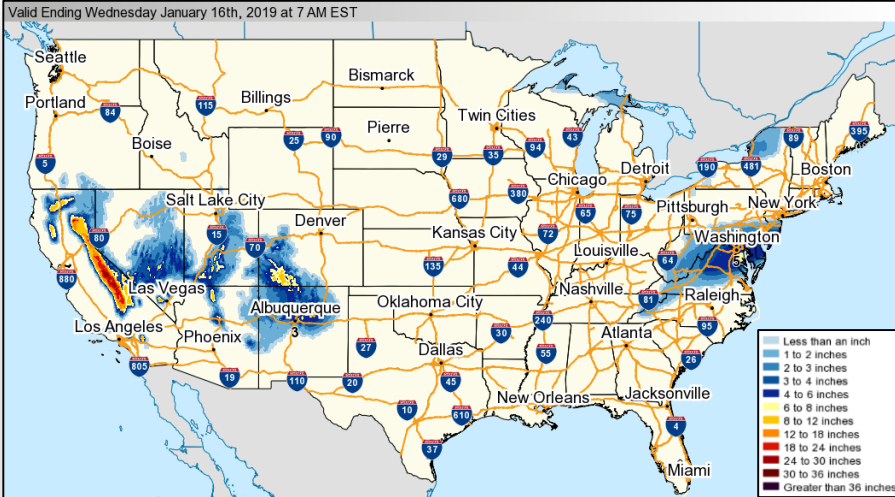 Valid Ending Wednesday January 16th, 2019 at 7 AM EST
Seattle
Bismarck
Portland
84
115
Billings
Twin Cities
43
89
395
Boise
25
90
Pierre
29
35
94
190
481
Boston
5
Salt Lake City
680
380
Chicago
Detroit
80
15
70
Denver
65
75
Pittsburgh
New York
Kansas City
72
Washington
5
7
880
Las Vegas
135
44
Louisville
64
Albuquerque
3
Oklahoma City
Nashville
81
Raleigh
Los Angeles
Phoenix
27
30
240
Atlanta
95
805
19
110
20
Dallas
45
55
26
10
610
New Orleans
Jacksonville
37
4
Miami
Less than an inch
1 to 2 inches
2 to 3 inches
3 to 4 inches
4 to 6 inches
6 to 8 inches
8 to 12 inches
12 to 18 inches
18 to 24 inches
24 to 30 inches
30 to 36 inches
Greater than 36 inches